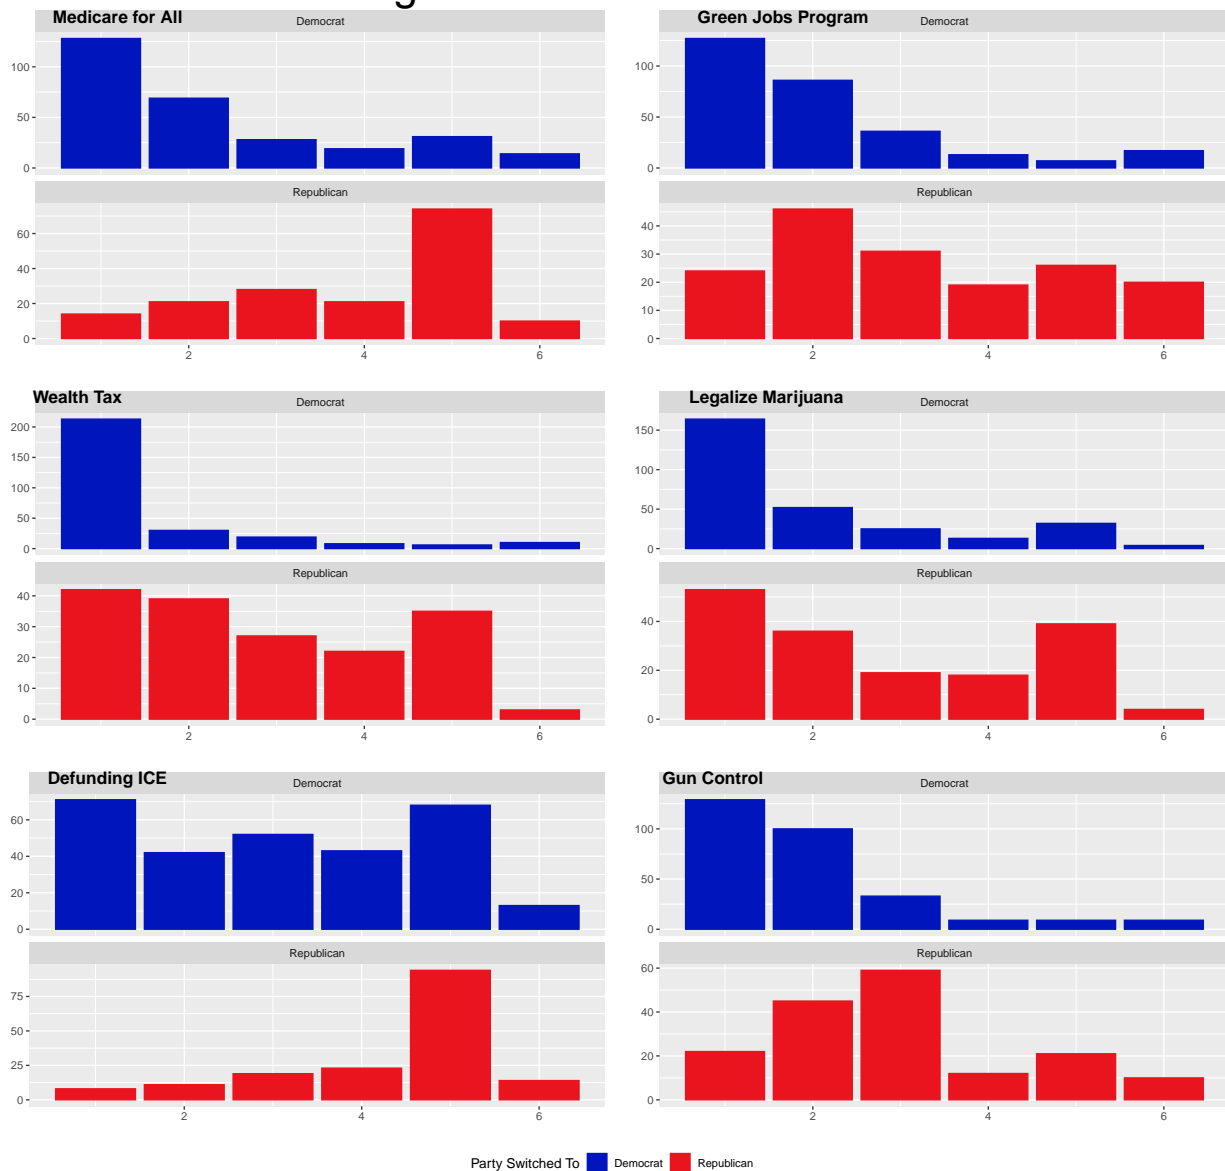 g
Medicare for All
Democrat
100
50
0
Republican
60
40
20
0
2 4 6
Green Jobs Program
Democrat
100
50
0
Republican
40
30
20
10
0
2 4 6
Wealth Tax
Democrat
200
150
100
50
0
Republican
40
30
20
10
0
2 4 6
Legalize Marijuana
Democrat
150
100
50
0
Republican
40
20
0
2 4 6
Defunding ICE
Democrat
60
40
20
0
Republican
75
50
25
0
2 4 6
Gun Control
Democrat
100
50
0
Republican
60
40
20
0
2 4 6
Party Switched To Democrat Republican